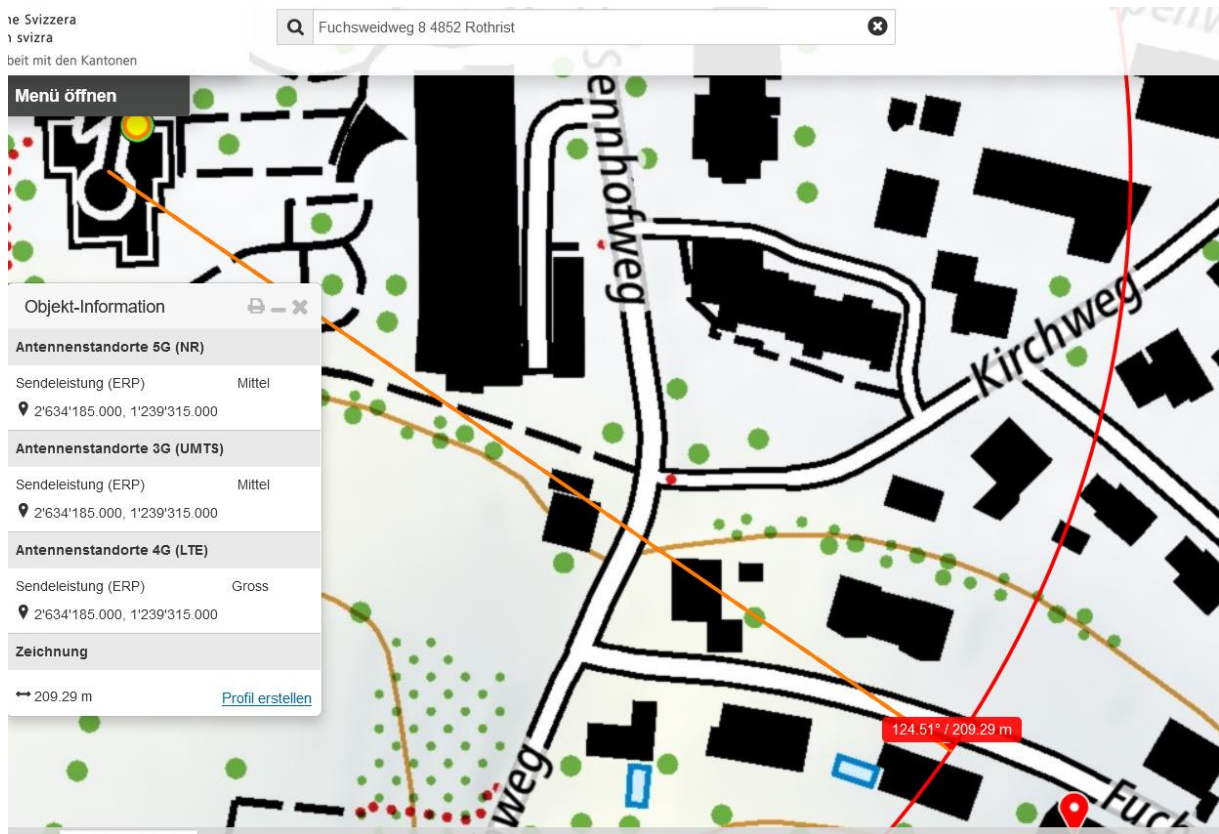 ne Svizzera
n svizra
beit mit den Kantonen
Fuchsweidweg 8 4852 Rothrist
Menü öffnen
Sennhofweg
Kirchweg
Objekt-Information
Antennenstandorte 5G (NR)
Sendeleistung (ERP) Mittel
2'634'185.000, 1'239'315.000
Antennenstandorte 3G (UMTS)
Sendeleistung (ERP) Mittel
2'634'185.000, 1'239'315.000
Antennenstandorte 4G (LTE)
Sendeleistung (ERP) Gross
2'634'185.000, 1'239'315.000
Zeichnung
209.29 m Profil erstellen
124.51° / 209.29 m
weg
Fuch